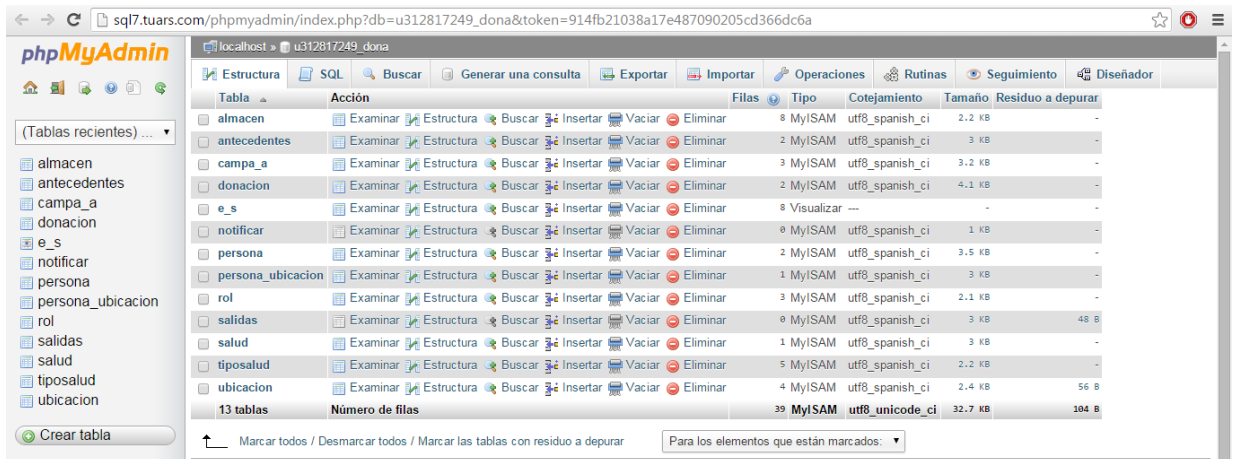 sql7.tuars.com/phpmyadmin/index.php?db=u312817249_dona&token=914fb21038a17e487090205cd366dc6a
phpMyAdmin
(Tablas recientes) ...
almacen
antecedentes
campa_a
donacion
e_s
notificar
persona
persona_ubicacion
rol
salidas
salud
tiposalud
ubicacion
Crear tabla
localhost » u312817249_dona
Estructura SQL Buscar Generar una consulta Exportar Importar Operaciones Rutinas Seguimiento Diseñador
Tabla Acción Filas Tipo Cotejamiento Tamaño Residuo a depurar
almacen Examinar Estructura Buscar Insertar Vaciar Eliminar 8 MyISAM utf8_spanish_ci 2.2 KB -
antecedentes Examinar Estructura Buscar Insertar Vaciar Eliminar 2 MyISAM utf8_spanish_ci 3 KB -
campa_a Examinar Estructura Buscar Insertar Vaciar Eliminar 3 MyISAM utf8_spanish_ci 3.2 KB -
donacion Examinar Estructura Buscar Insertar Vaciar Eliminar 2 MyISAM utf8_spanish_ci 4.1 KB -
e_s Examinar Estructura Buscar Insertar Vaciar Eliminar 8 Visualizar --- - -
notificar Examinar Estructura Buscar Insertar Vaciar Eliminar 0 MyISAM utf8_spanish_ci 1 KB -
persona Examinar Estructura Buscar Insertar Vaciar Eliminar 2 MyISAM utf8_spanish_ci 3.5 KB -
persona_ubicacion Examinar Estructura Buscar Insertar Vaciar Eliminar 1 MyISAM utf8_spanish_ci 3 KB -
rol Examinar Estructura Buscar Insertar Vaciar Eliminar 3 MyISAM utf8_spanish_ci 2.1 KB -
salidas Examinar Estructura Buscar Insertar Vaciar Eliminar 0 MyISAM utf8_spanish_ci 3 KB 48 B
salud Examinar Estructura Buscar Insertar Vaciar Eliminar 1 MyISAM utf8_spanish_ci 3 KB -
tiposalud Examinar Estructura Buscar Insertar Vaciar Eliminar 5 MyISAM utf8_spanish_ci 2.2 KB -
ubicacion Examinar Estructura Buscar Insertar Vaciar Eliminar 4 MyISAM utf8_spanish_ci 2.4 KB 56 B
13 tablas Número de filas 39 MyISAM utf8_unicode_ci 32.7 KB 104 B
Marcar todos / Desmarcar todos / Marcar las tablas con residuo a depurar Para los elementos que están marcados: